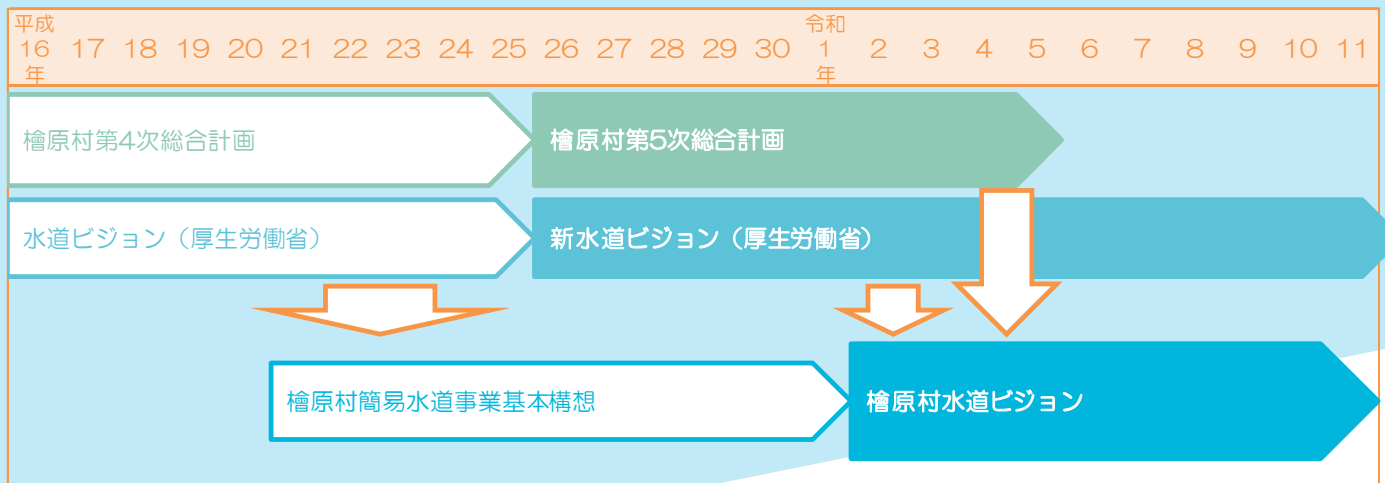 平成
16
年
17 18 19 20 21 22 23 24 25 26 27 28 29 30
令和
1
年
2 3 4 5 6 7 8 9 10 11
檜原村第4次総合計画
檜原村第5次総合計画
水道ビジョン（厚生労働省）
新水道ビジョン（厚生労働省）
檜原村簡易水道事業基本構想
檜原村水道ビジョン